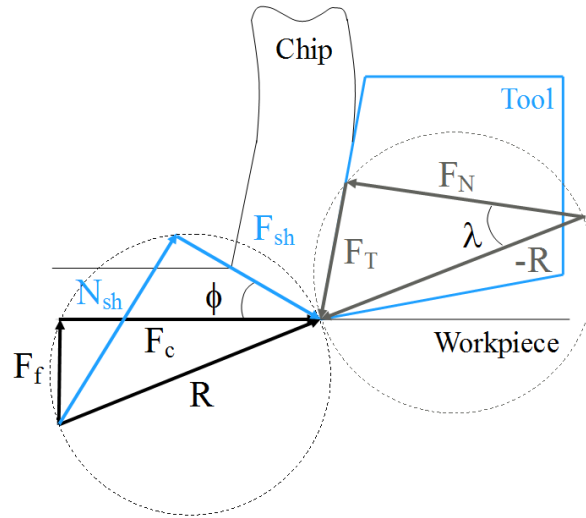 Chip
Tool
F_N
F_sh
λ
F_T
-R
N_sh
ϕ
F_c
Workpiece
F_f
R